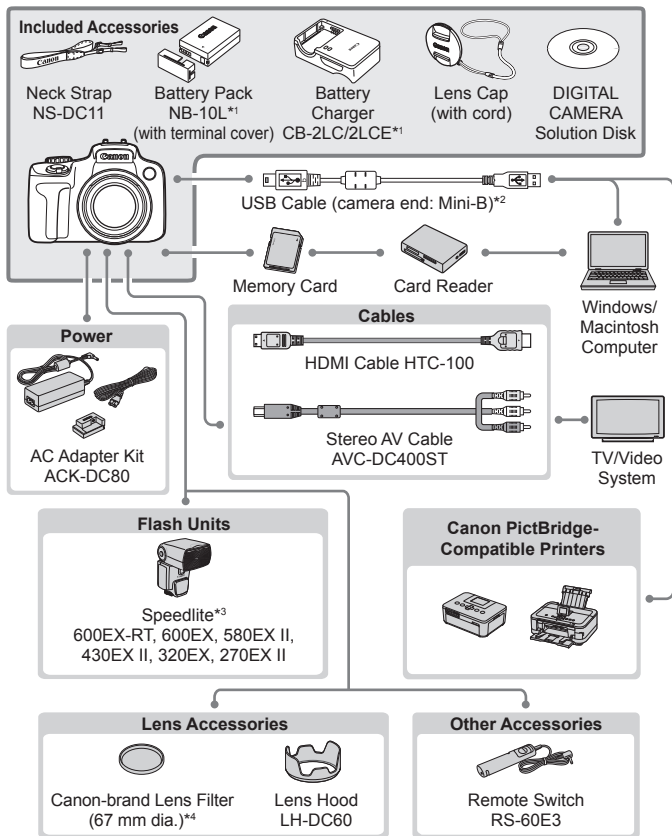 Included Accessories
Canon
Canon
Canon
Neck Strap
NS-DC11
Battery Pack
NB-10L*1
(with terminal cover)
Battery
Charger
CB-2LC/2LCE*1
Lens Cap
(with cord)
DIGITAL
CAMERA
Solution Disk
Canon
USB Cable (camera end: Mini-B)*2
Memory Card
Card Reader
Windows/
Macintosh
Computer
Power
AC Adapter Kit
ACK-DC80
Cables
HDMI Cable HTC-100
Stereo AV Cable
AVC-DC400ST
TV/Video
System
Flash Units
Speedlite*3
600EX-RT, 600EX, 580EX II,
430EX II, 320EX, 270EX II
Canon PictBridge-
Compatible Printers
Lens Accessories
Canon-brand Lens Filter
(67 mm dia.)*4
Lens Hood
LH-DC60
Other Accessories
Remote Switch
RS-60E3